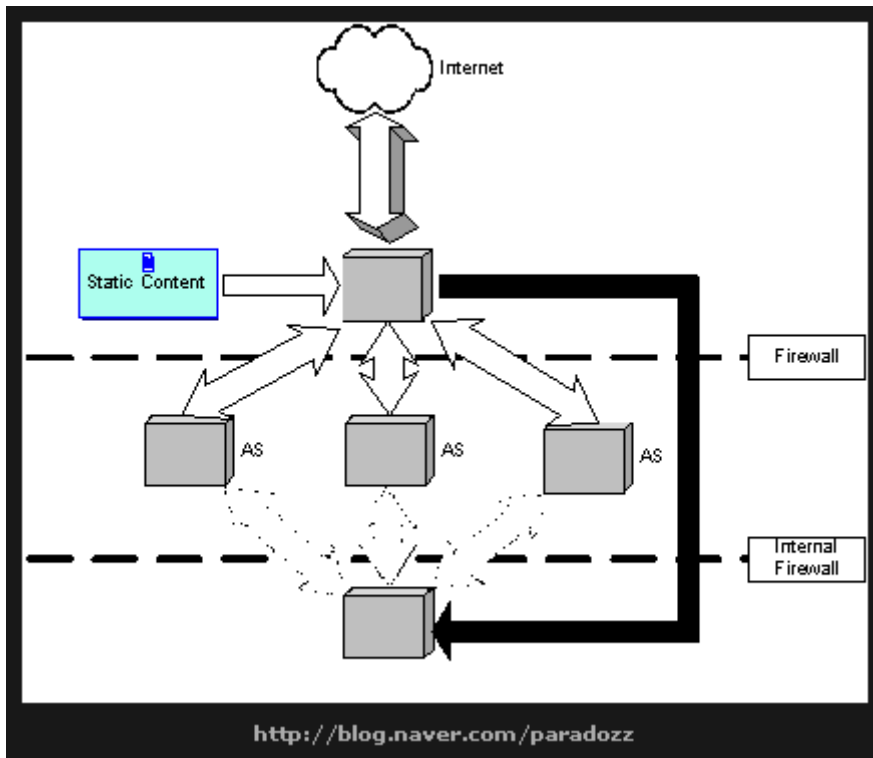 Internet
Static Content
Firewall
AS
AS
AS
Internal
Firewall
http://blog.naver.com/paradozz